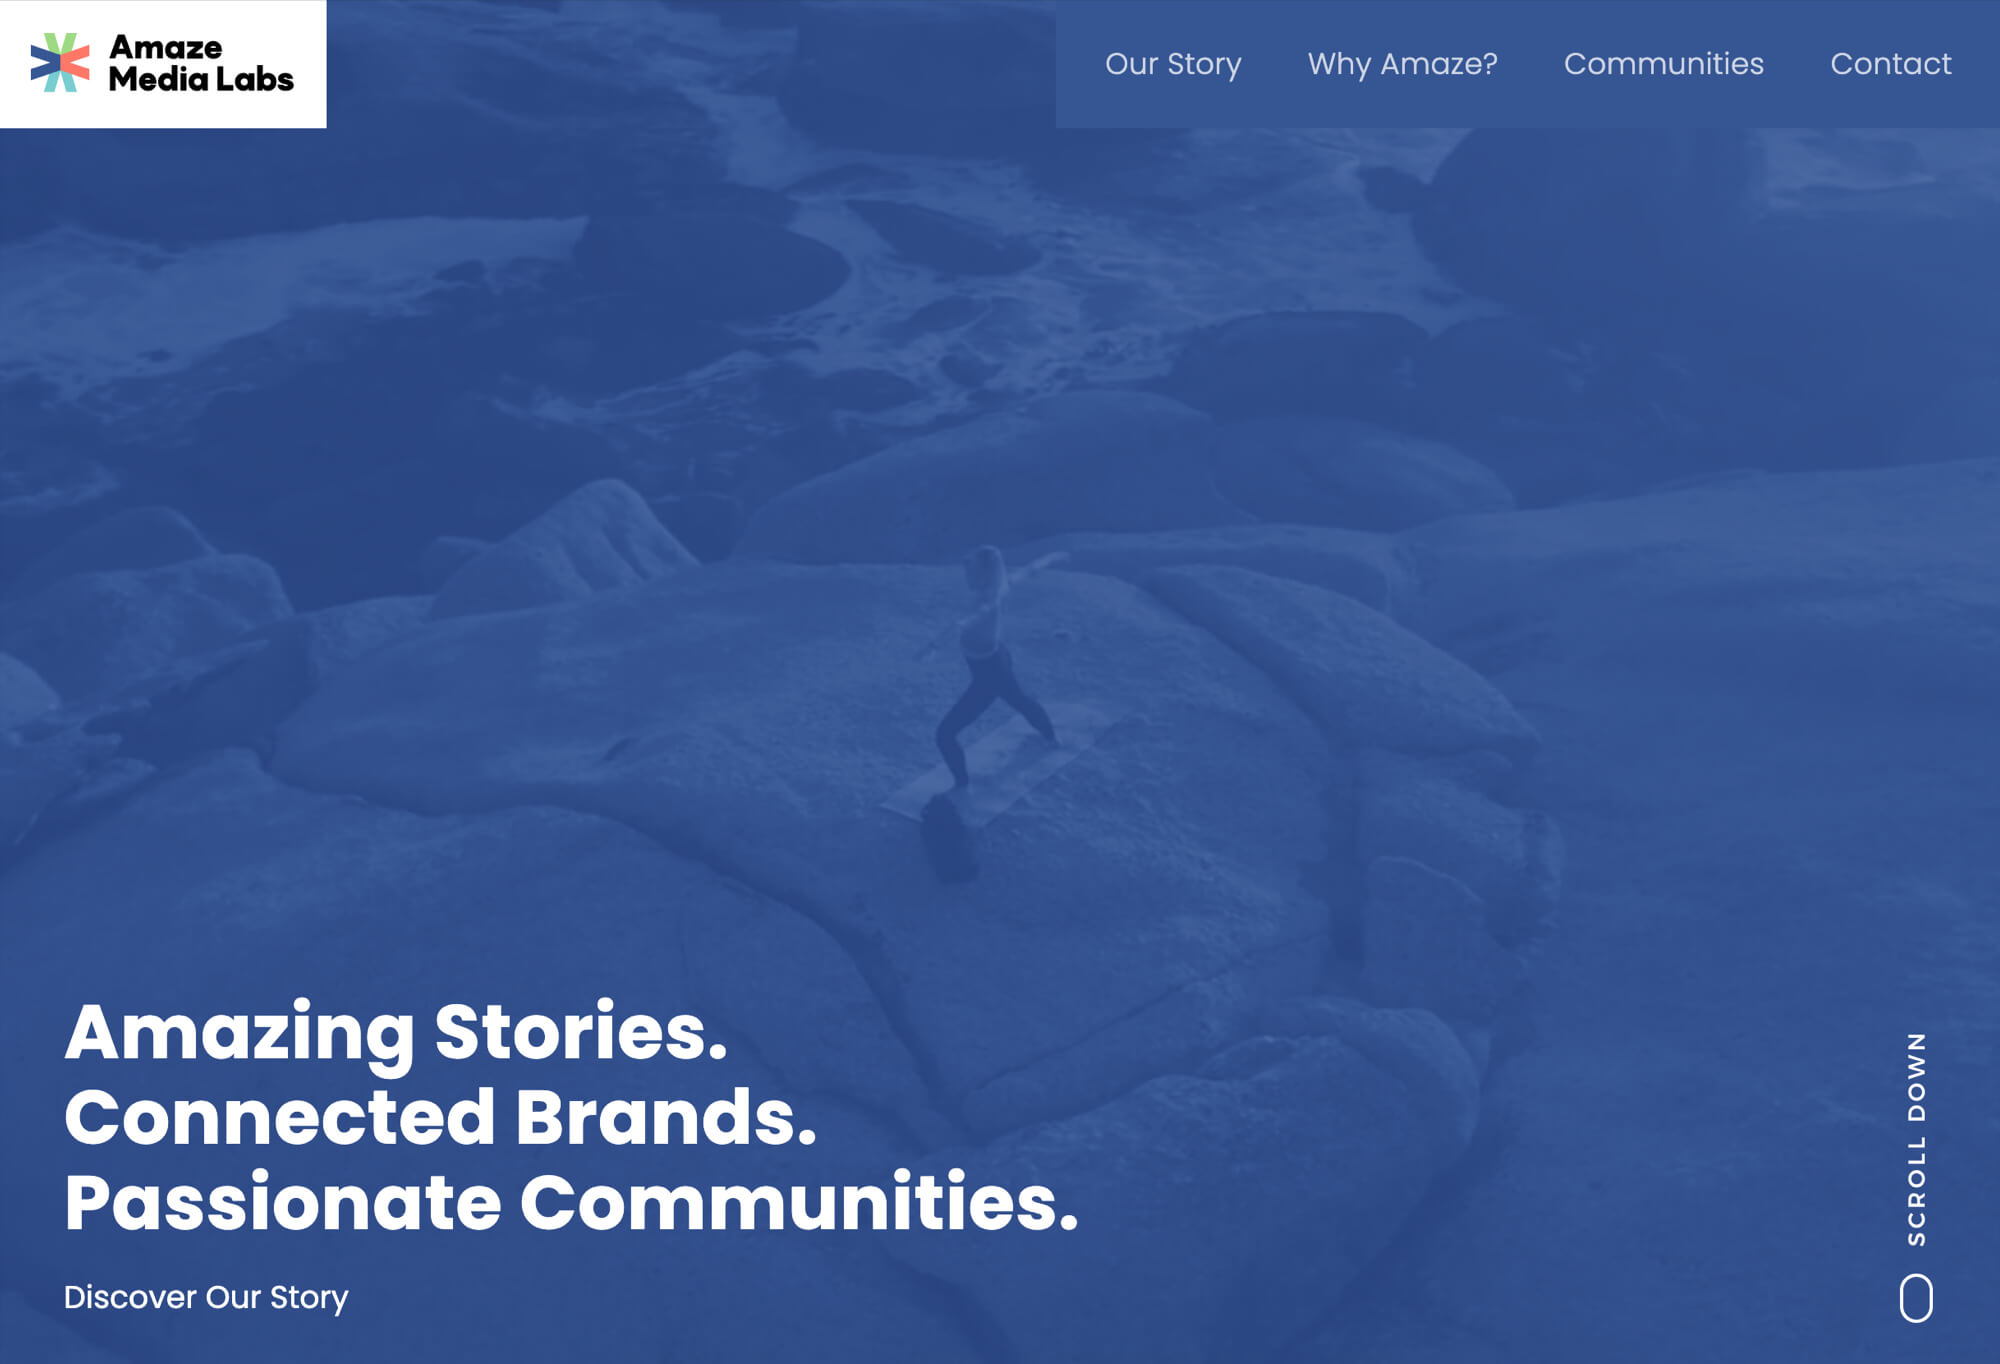 Amaze
Media Labs
Our Story
Why Amaze?
Communities
Contact
Amazing Stories.
Connected Brands.
Passionate Communities.
Discover Our Story
SCROLL DOWN